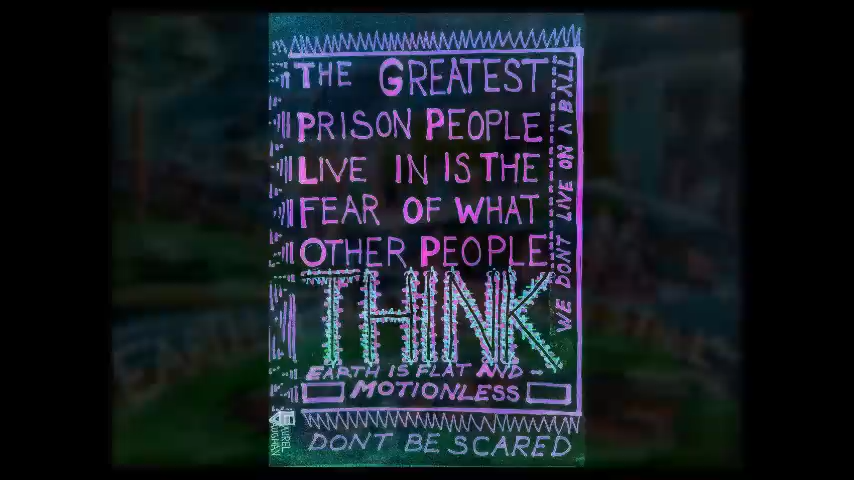 THE GREATEST
PRISON PEOPLE
LIVE IN IS THE
FEAR OF WHAT
OTHER PEOPLE
THINK
EARTH IS FLAT AND -
MOTIONLESS
DONT BE SCARED
WE DONT LIVE ON A BALL